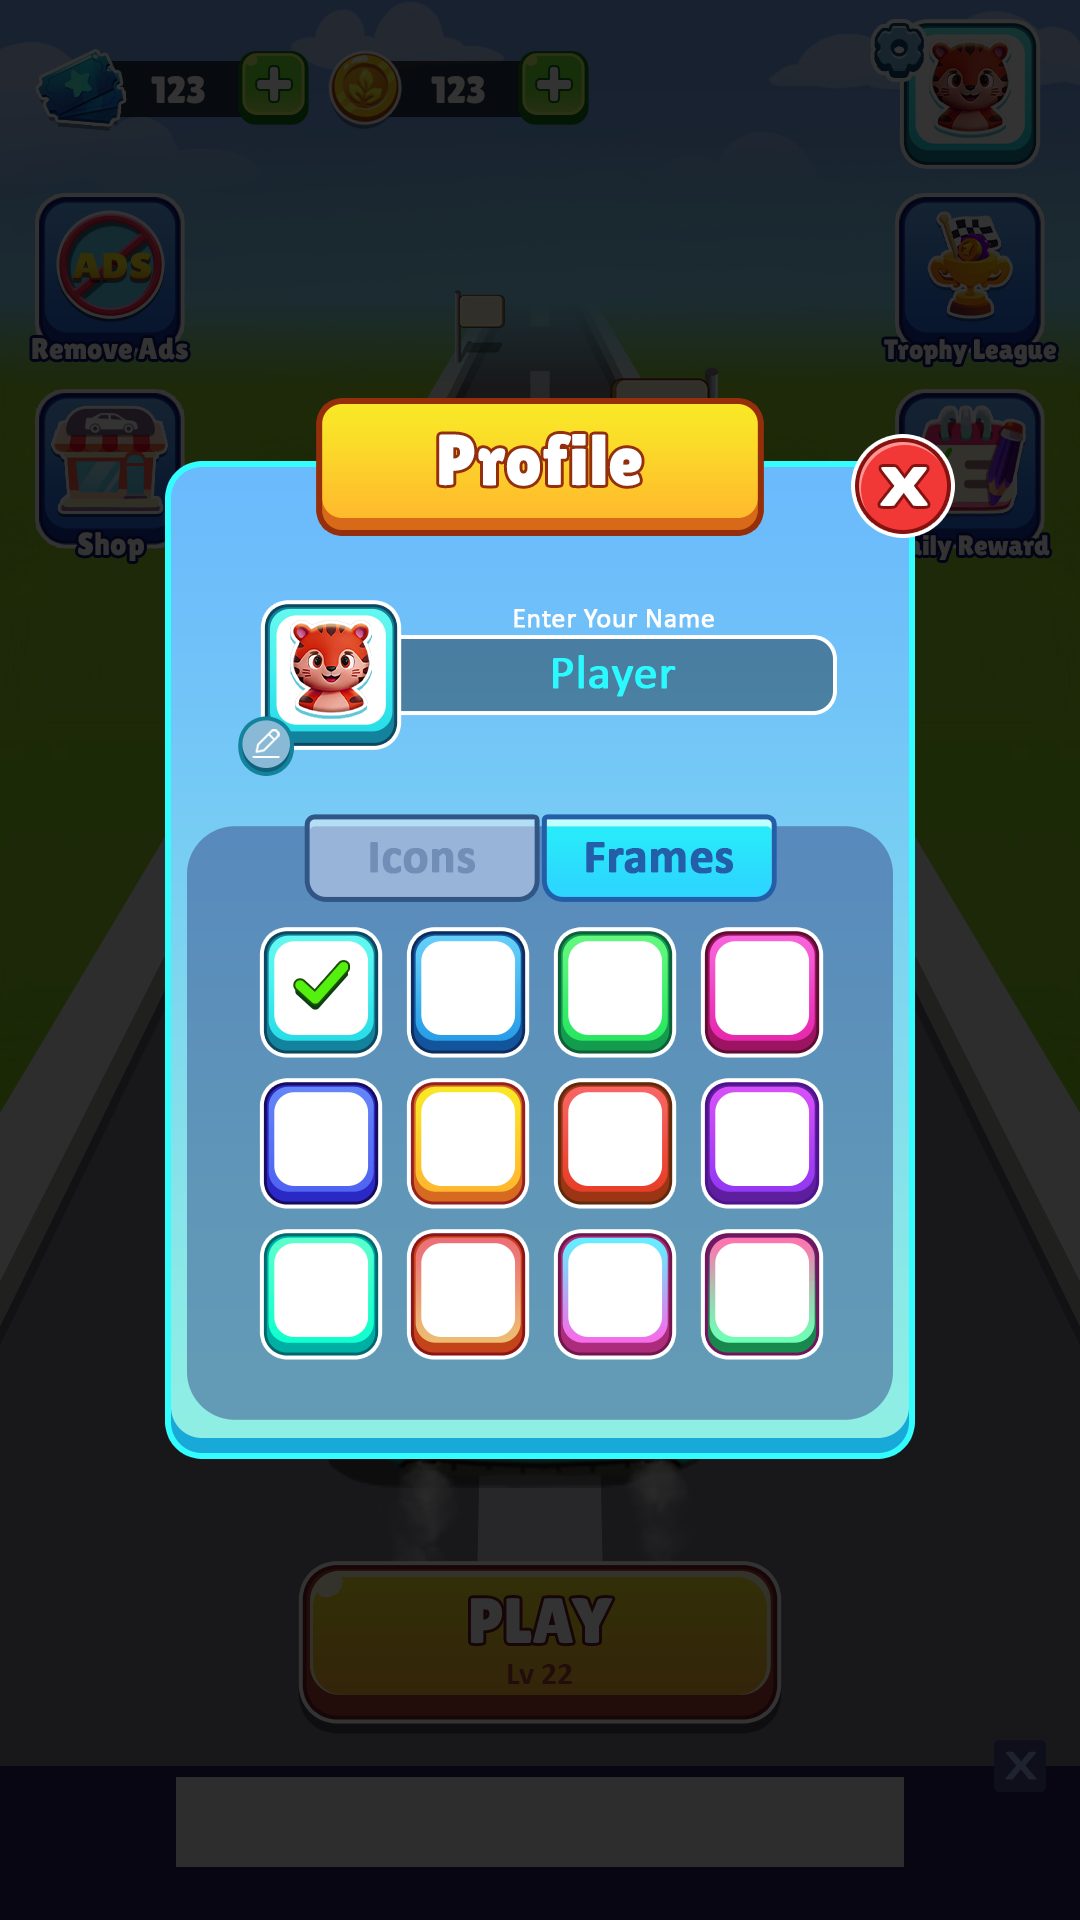 123
123
ADS
Remove Ads
Trophy League
Shop
Profile
X
aily Reward
Enter Your Name
Player
Icons
Frames
PLAY
Lv 22
X